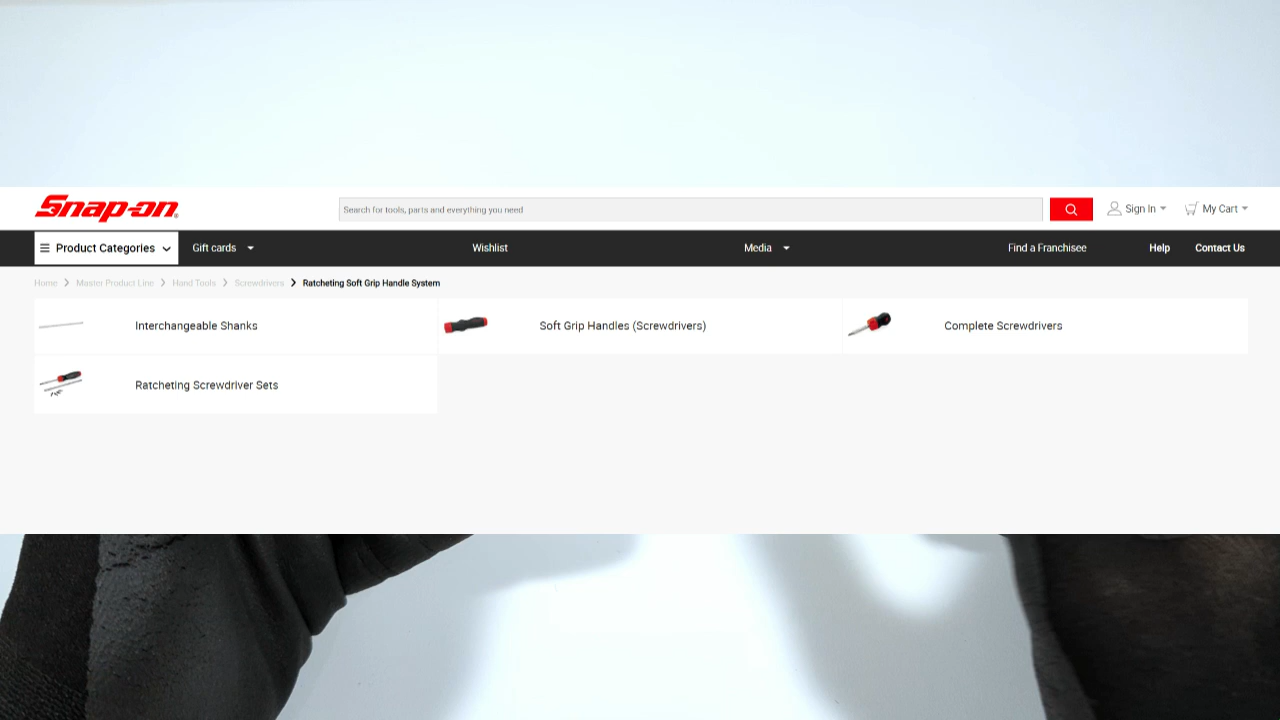 Snap-on®
Search for tools, parts and everything you need
Sign In
My Cart
Product Categories
Gift cards
Wishlist
Media
Find a Franchisee
Help
Contact Us
Home > Master Product Line > Hand Tools > Screwdrivers > Ratcheting Soft Grip Handle System
Interchangeable Shanks
Soft Grip Handles (Screwdrivers)
Complete Screwdrivers
Ratcheting Screwdriver Sets